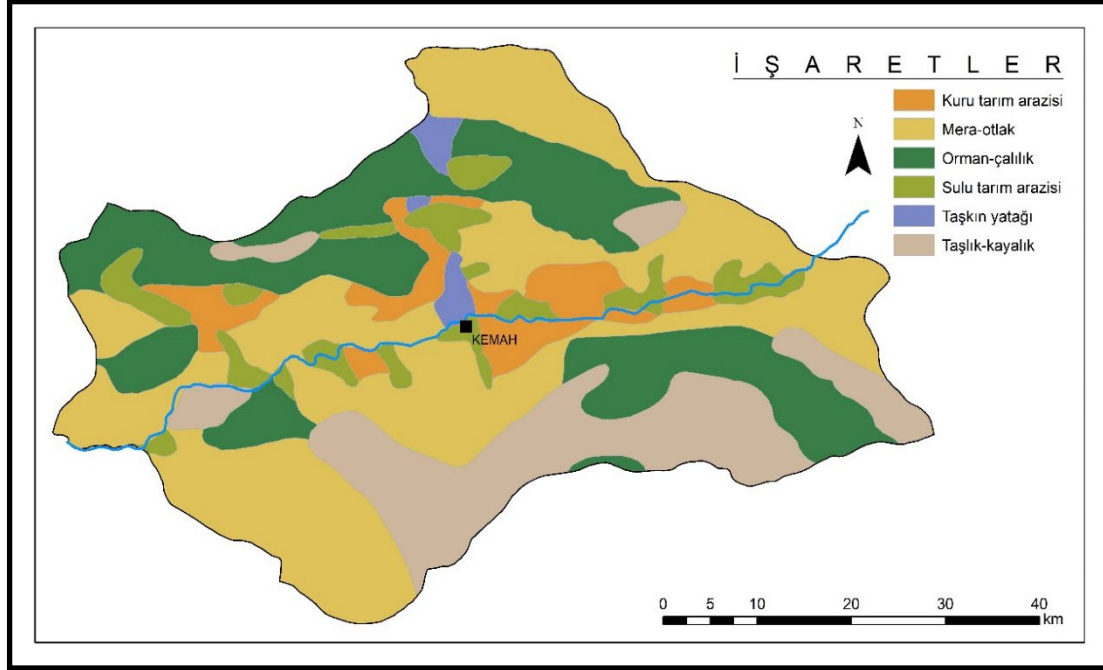 İ Ş A R E T L E R
Kuru tarım arazisi
Mera-otlak
Orman-çalılık
Sulu tarım arazisi
Taşkın yatağı
Taşlık-kayalık
N
KEMAH
0 5 10 20 30 40
km